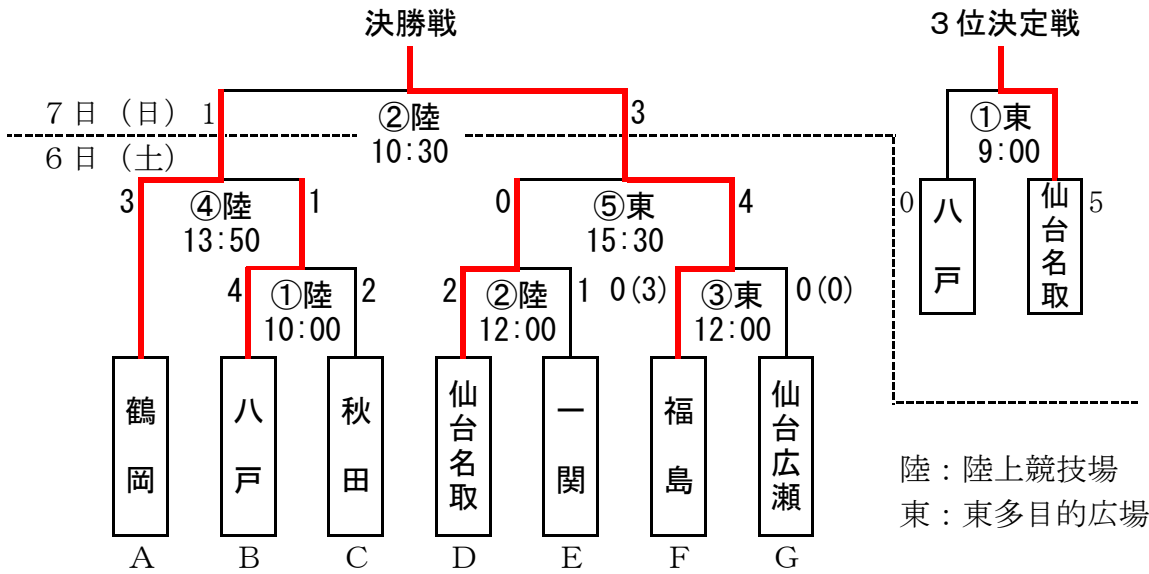 決勝戦
3位決定戦
7日(日) 1
②陸
10:30
3
①東
9:00
6日(土)
3
④陸
13:50
1
0
⑤東
15:30
4
0
八戸
仙台名取
5
4
①陸
10:00
2
2
②陸
12:00
1
0(3)
③東
12:00
0(0)
鶴岡
八戸
秋田
仙台名取
一関
福島
仙台広瀬
陸:陸上競技場
東:東多目的広場
A B C D E F G